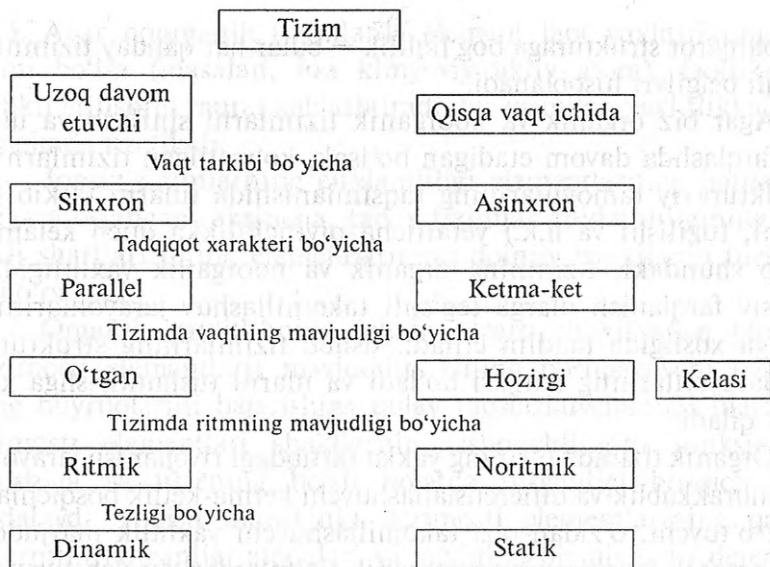 Tizim
Uzoq davom
etuvchi
Qisqa vaqt ichida
Vaqt tarkibi bo‘yicha
Sinxron
Asinxron
Tadqiqot xarakteri bo‘yicha
Parallel
Ketma-ket
Tizimda ritmning mavjudligi bo‘yicha
O‘tgan
Hozirgi
Kelasi
Tizimda ritmning mavjudligi bo‘yicha
Ritmik
Noritmik
Tezligi bo‘yicha
Dinamik
Statik